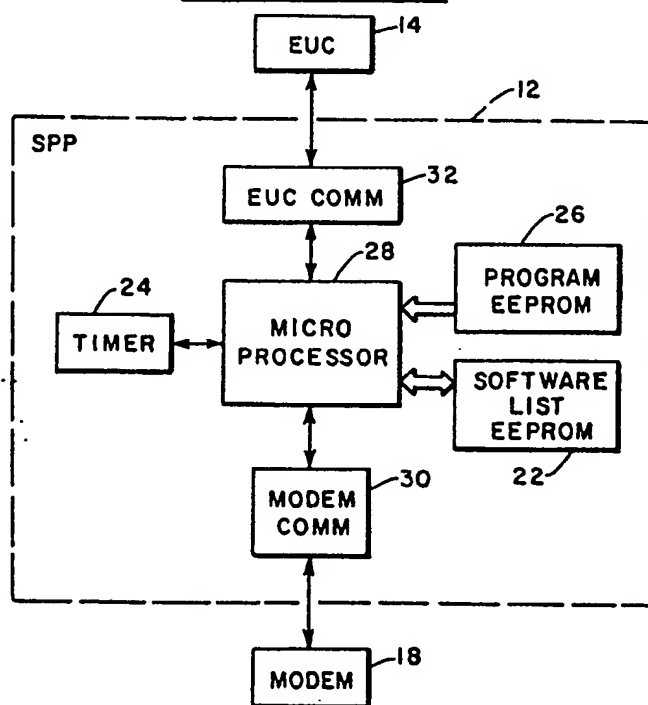 EUC
14
12
SPP
EUC COMM
32
28
26
PROGRAM
EEPROM
24
TIMER
MICRO
PROCESSOR
SOFTWARE
LIST
EEPROM
22
MODEM
COMM
30
MODEM
18